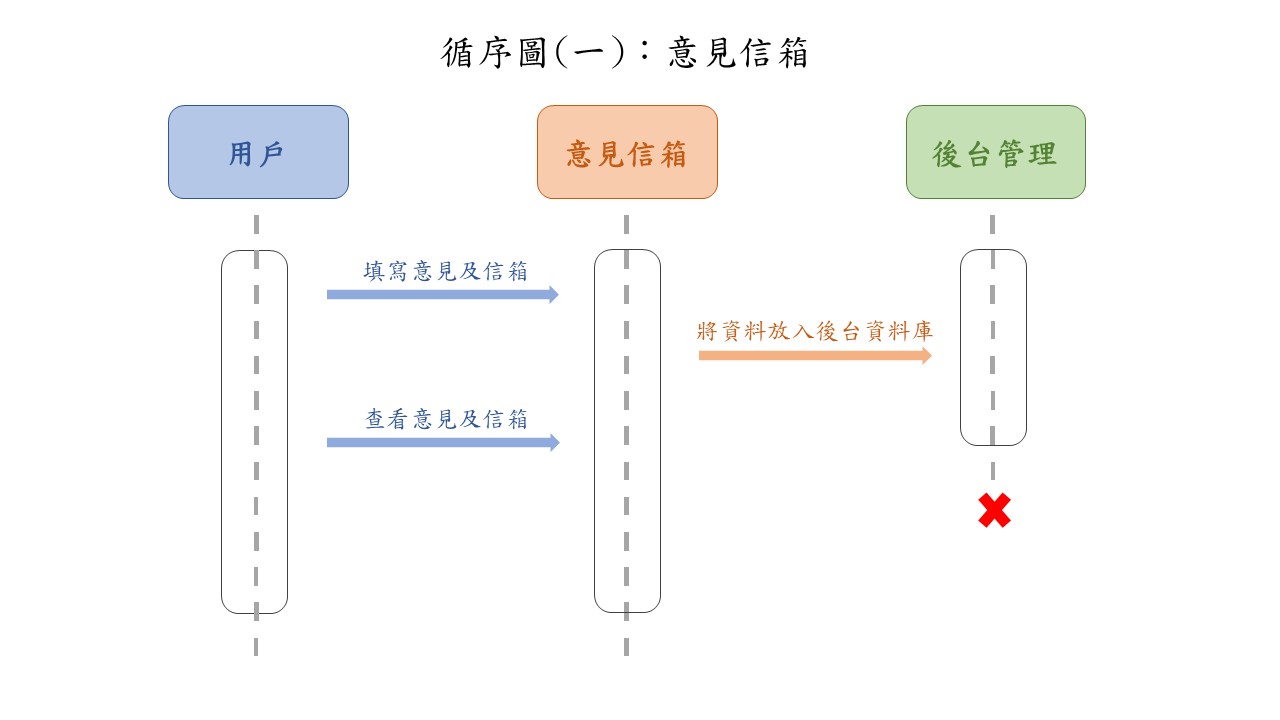 循序圖(一)：意見信箱
用戶
意見信箱
後台管理
填寫意見及信箱
將資料放入後台資料庫
查看意見及信箱